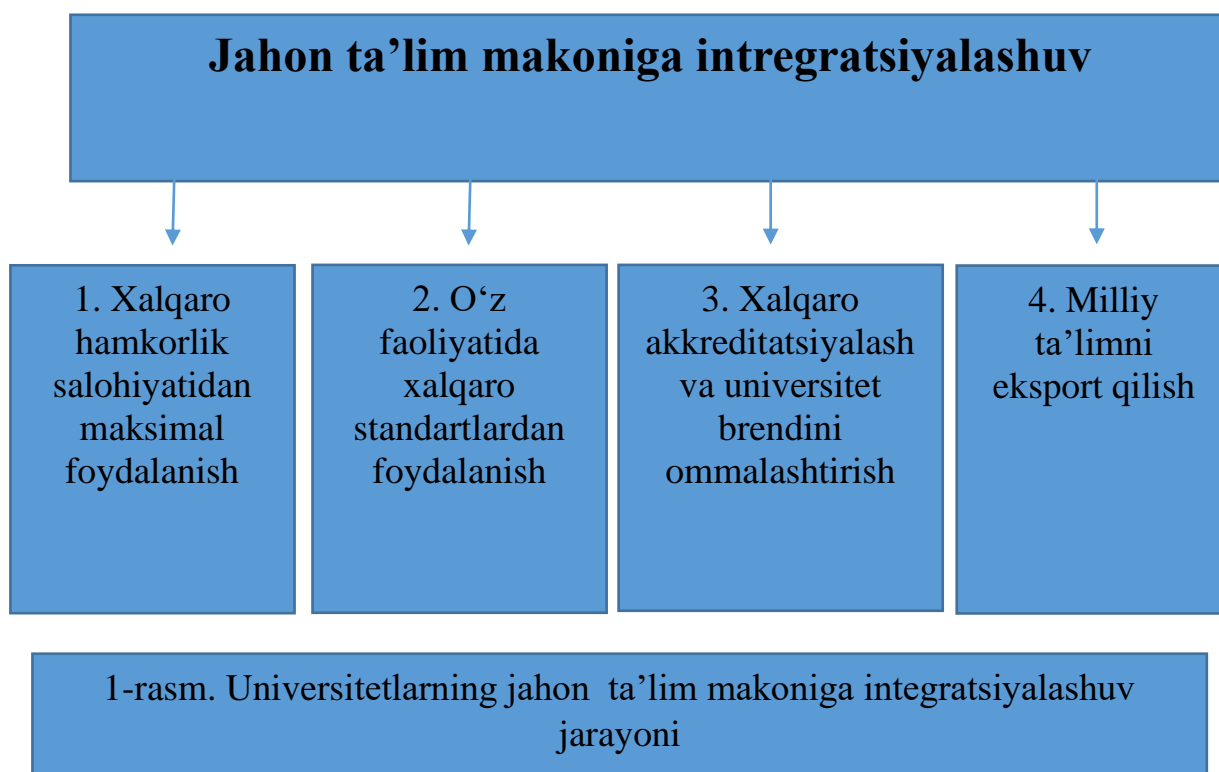 Jahon ta’lim makoniga intregratsiyalashuv
1. Xalqaro
hamkorlik
salohiyatidan
maksimal
foydalanish
2. O‘z
faoliyatida
xalqaro
standartlardan
foydalanish
3. Xalqaro
akkreditatsiyalash
va universitet
brendini
ommalashtirish
4. Milliy
ta’limni
eksport qilish
1-rasm. Universitetlarning jahon ta’lim makoniga integratsiyalashuv
jarayoni